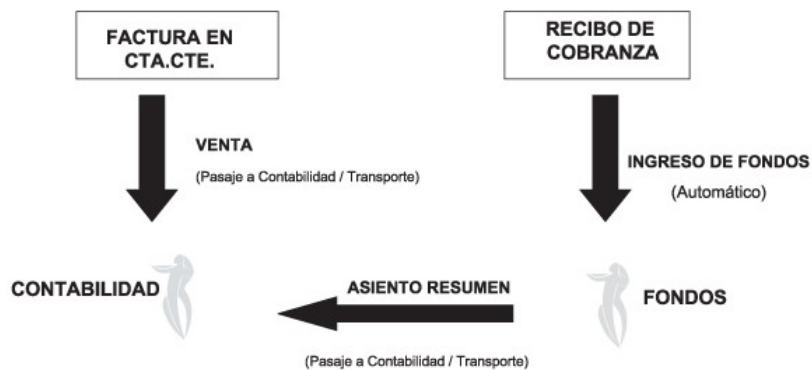 FACTURA EN
CTA.CTE.
RECIBO DE
COBRANZA
VENTA
(Pasaje a Contabilidad / Transporte)
INGRESO DE FONDOS
(Automático)
CONTABILIDAD
ASIENTO RESUMEN
FONDOS
(Pasaje a Contabilidad / Transporte)